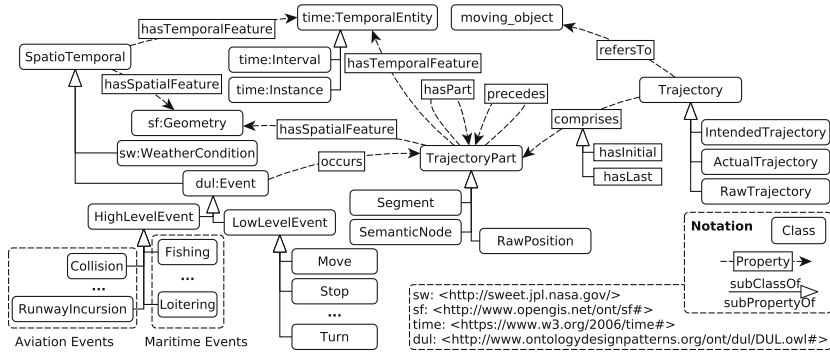 time:TemporalEntity
moving_object
hasTemporalFeature
SpatioTemporal
refersTo
time:Interval
hasTemporalFeature
hasSpatialFeature
time:Instance
hasPart
precedes
Trajectory
sf:Geometry
hasSpatialFeature
comprises
IntendedTrajectory
sw:WeatherCondition
occurs
TrajectoryPart
hasInitial
ActualTrajectory
hasLast
dul:Event
RawTrajectory
Segment
HighLevelEvent
LowLevelEvent
SemanticNode
RawPosition
Notation
Class
Fishing
Collision
Move
Property
...
...
Stop
subClassOf
RunwayIncursion
Loitering
...
subPropertyOf
Turn
sw: <http://sweet.jpl.nasa.gov/>
sf: <http://www.opengis.net/ont/sf#>
time: <https://www.w3.org/2006/time#>
dul: <http://www.ontologydesignpatterns.org/ont/dul/DUL.owl#>
Aviation Events
Maritime Events